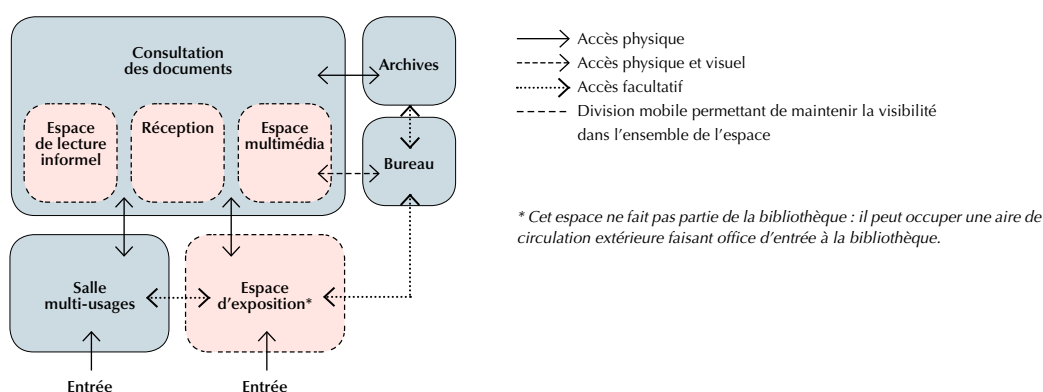 Consultation
des documents
Archives
Espace
de lecture
informel
Réception
Espace
multimédia
Bureau
Salle
multi-usages
Espace
d’exposition*
Entrée
Entrée
Accès physique
Accès physique et visuel
Accès facultatif
Division mobile permettant de maintenir la visibilité
dans l’ensemble de l’espace
* Cet espace ne fait pas partie de la bibliothèque : il peut occuper une aire de
circulation extérieure faisant office d’entrée à la bibliothèque.